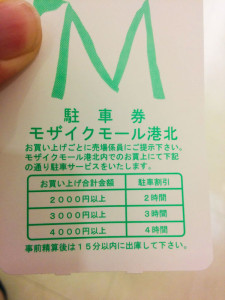 M
駐車券
モザイクモール港北
お買い上げごとに売場係員にご提示下さい。
モザイクモール港北内でのお買上にて下記
の通り駐車サービスをいたします。
お買い上げ合計金額 駐車割引
2000円以上 2時間
3000円以上 3時間
4000円以上 4時間
事前精算後は15分以内に出庫して下さい。